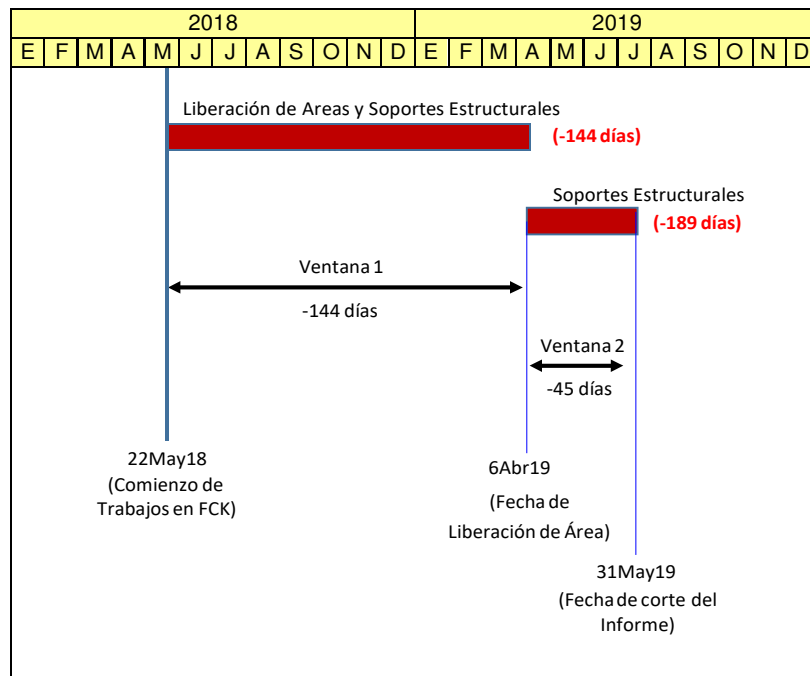 2018 2019
E F M A M J J A S O N D E F M A M J J A S O N D
Liberación de Areas y Soportes Estructurales
(-144 días)
Soportes Estructurales
(-189 días)
Ventana 1
-144 días
Ventana 2
-45 días
22May18
(Comienzo de
Trabajos en FCK)
6Abr19
(Fecha de
Liberación de Área)
31May19
(Fecha de corte del
Informe)